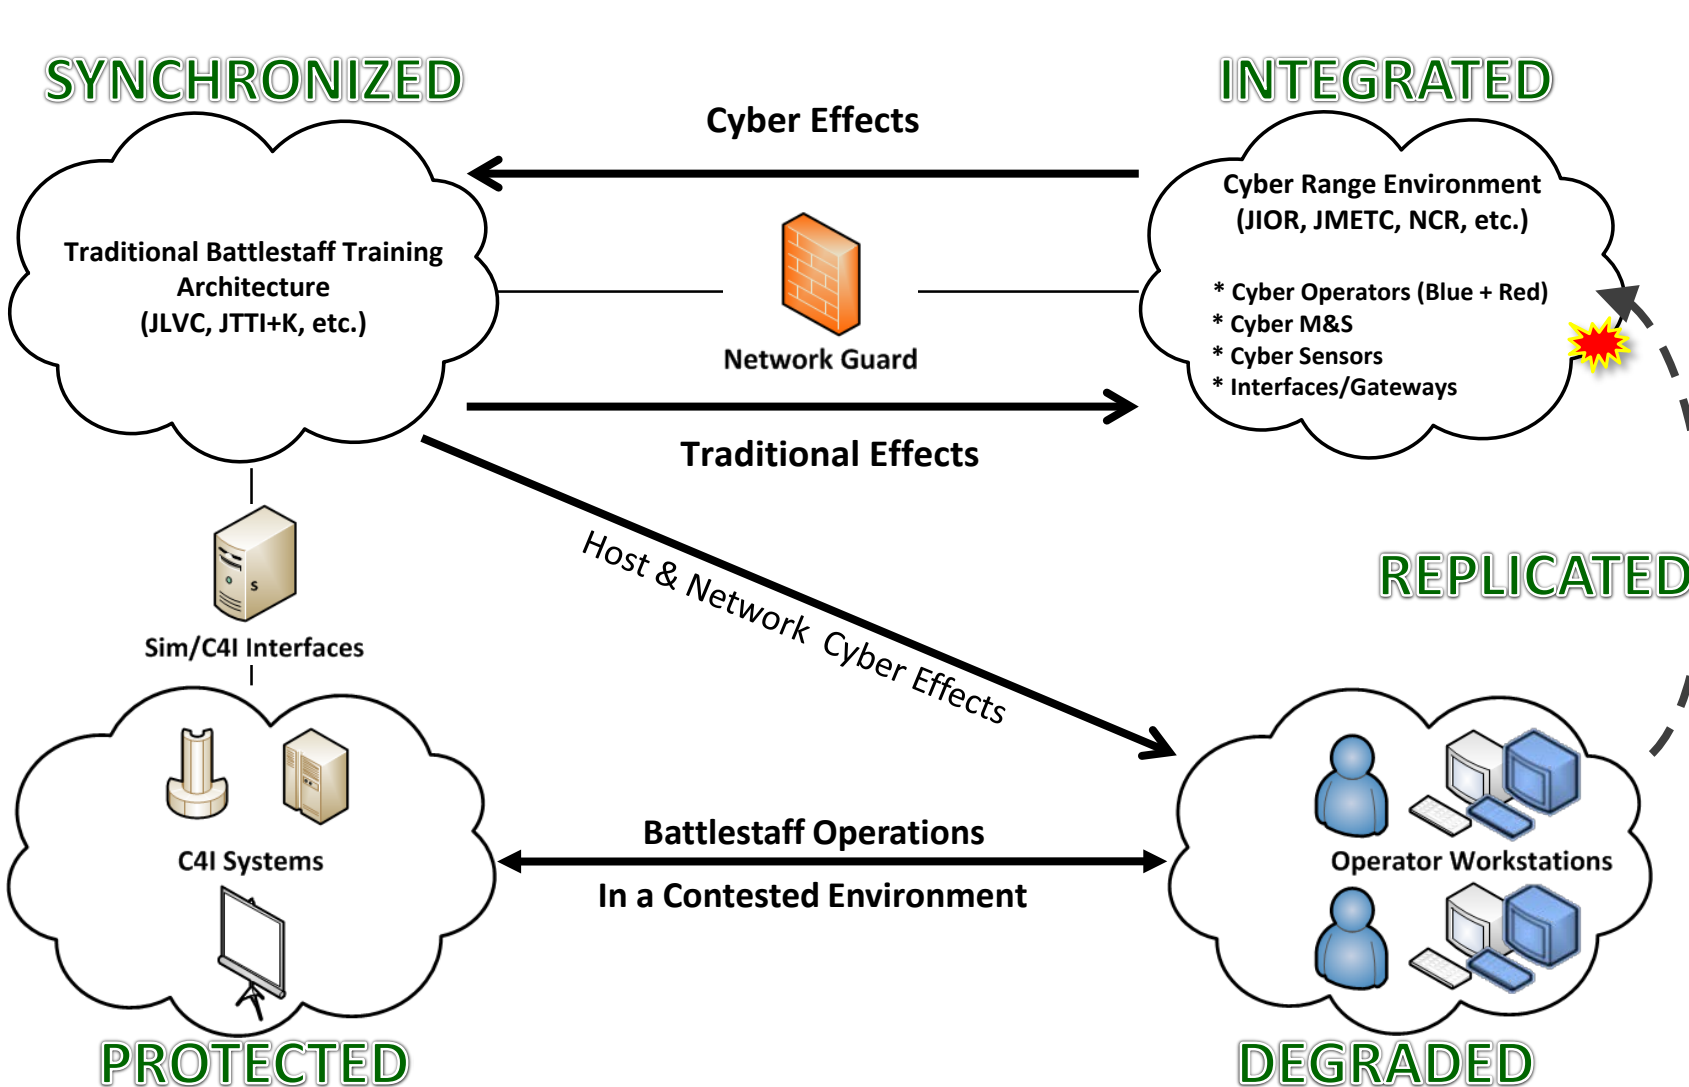 SYNCHRONIZED
INTEGRATED
Cyber Effects
Traditional Battlestaff Training
Architecture
(JLVC, JTTI+K, etc.)
Cyber Range Environment
(JIOR, JMETC, NCR, etc.)
* Cyber Operators (Blue + Red)
* Cyber M&S
* Cyber Sensors
* Interfaces/Gateways
Network Guard
Traditional Effects
S
Sim/C4I Interfaces
Host & Network Cyber Effects
REPLICATED
C4I Systems
Battlestaff Operations
In a Contested Environment
Operator Workstations
PROTECTED
DEGRADED